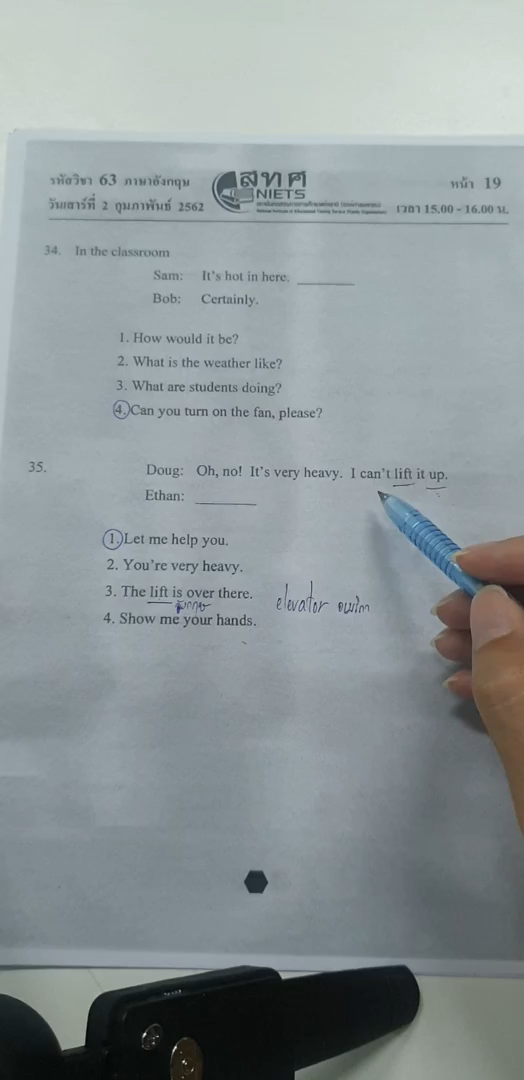 รหัสวิชา 63 ภาษาอังกฤษ
วันเสาร์ที่ 2 กุมภาพันธ์ 2562
สทศ
NIETS
หน้า 19
เวลา 15.00 - 16.00 น.
34. In the classroom
Sam: It's hot in here. ________
Bob: Certainly.
1. How would it be?
2. What is the weather like?
3. What are students doing?
4. Can you turn on the fan, please?
35. Doug: Oh, no! It's very heavy. I can't lift it up.
Ethan: ________
1. Let me help you.
2. You're very heavy.
3. The lift is over there.
elevator
4. Show me your hands.